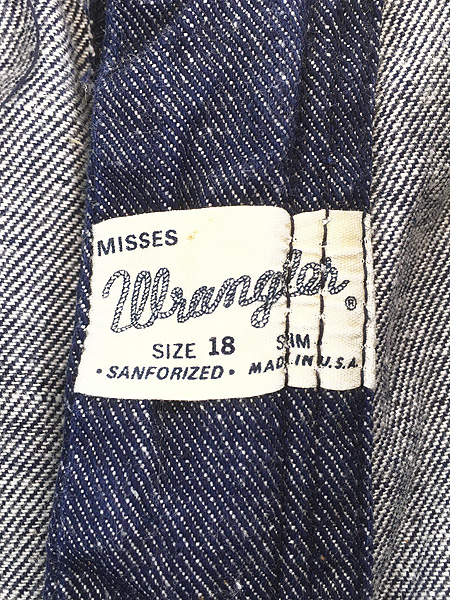 MISSES
Wrangler ®
SIZE 18 SLIM
• SANFORIZED • MADE IN U.S.A.